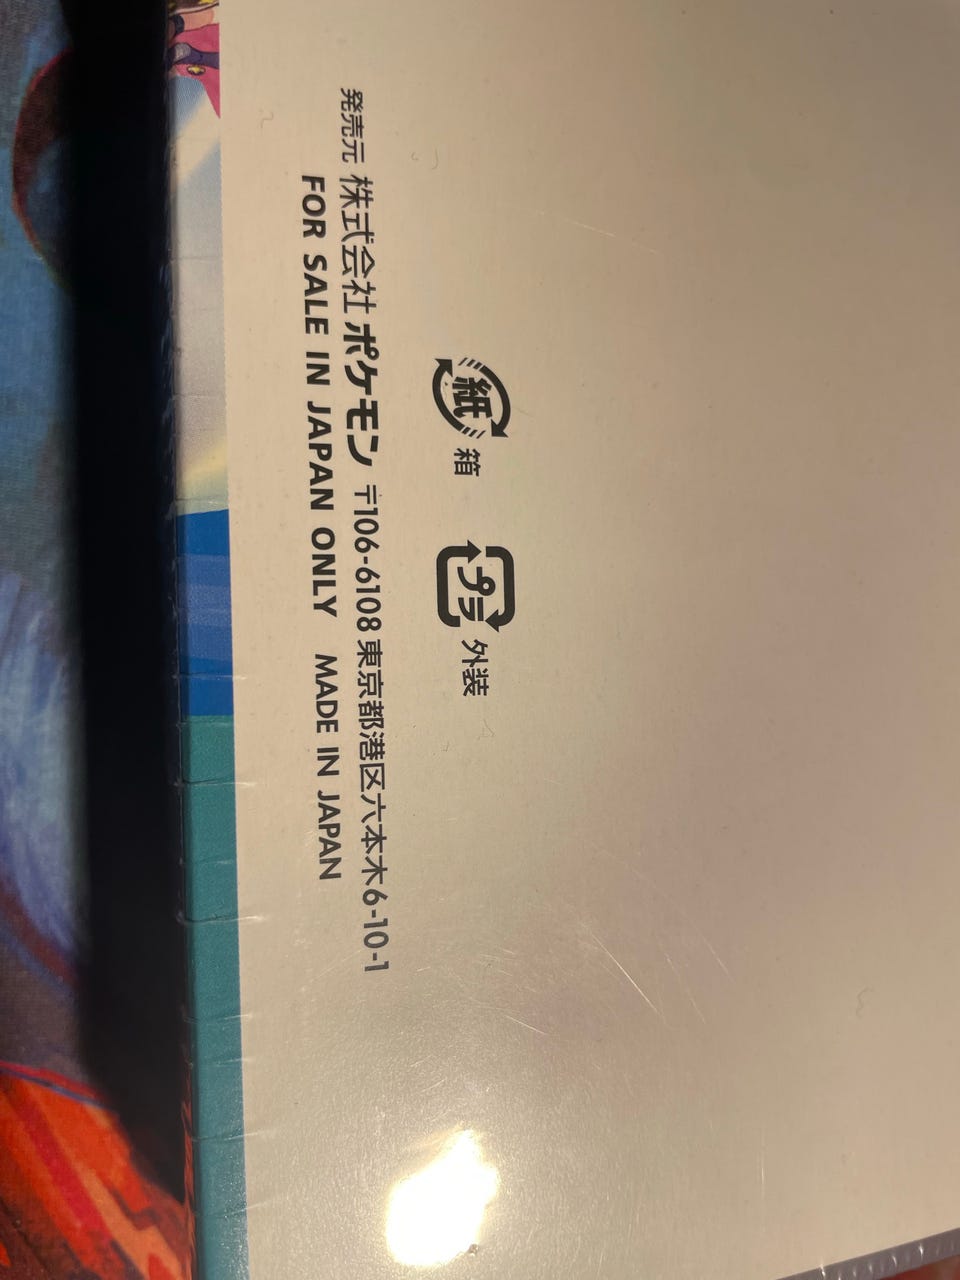 紙 箱 プラ 外装
発売元 株式会社 ポケモン 〒106-6108 東京都港区六本木6-10-1
FOR SALE IN JAPAN ONLY MADE IN JAPAN